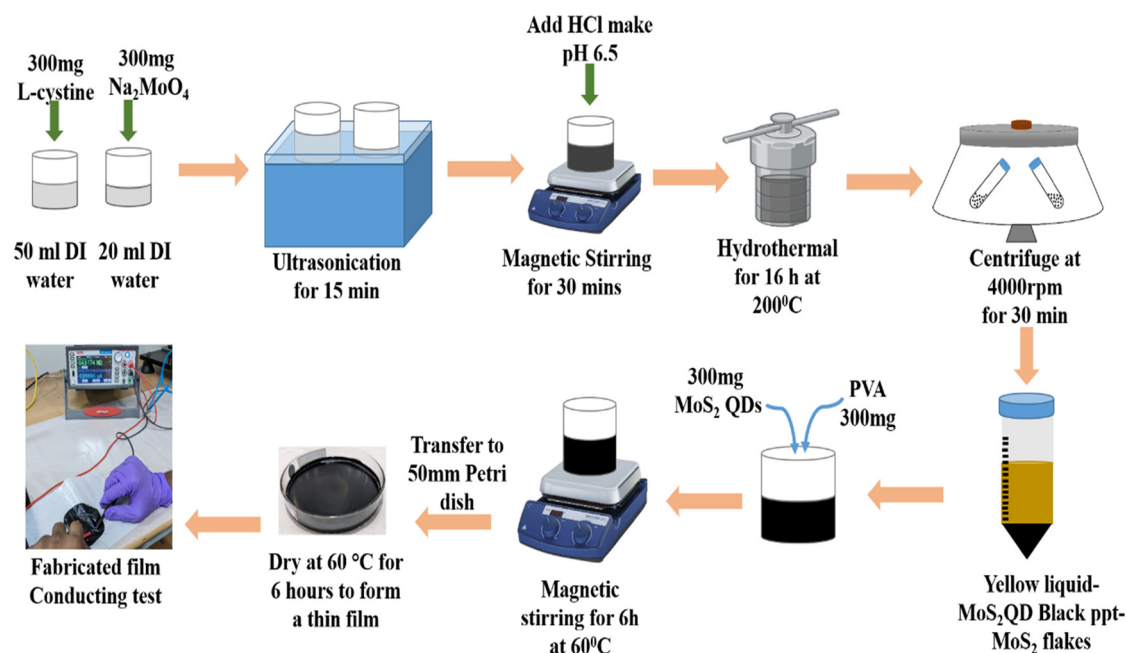 300mg
L-cystine
300mg
Na₂MoO₄
50 ml DI
water
20 ml DI
water
Ultrasonication
for 15 min
Add HCl make
pH 6.5
Magnetic Stirring
for 30 mins
Hydrothermal
for 16 h at
200⁰C
Centrifuge at
4000rpm
for 30 min
Yellow liquid-
MoS₂QD Black ppt-
MoS₂ flakes
300mg
MoS₂ QDs
PVA
300mg
Magnetic
stirring for 6h
at 60⁰C
Transfer to
50mm Petri
dish
Dry at 60 °C for
6 hours to form
a thin film
Fabricated film
Conducting test